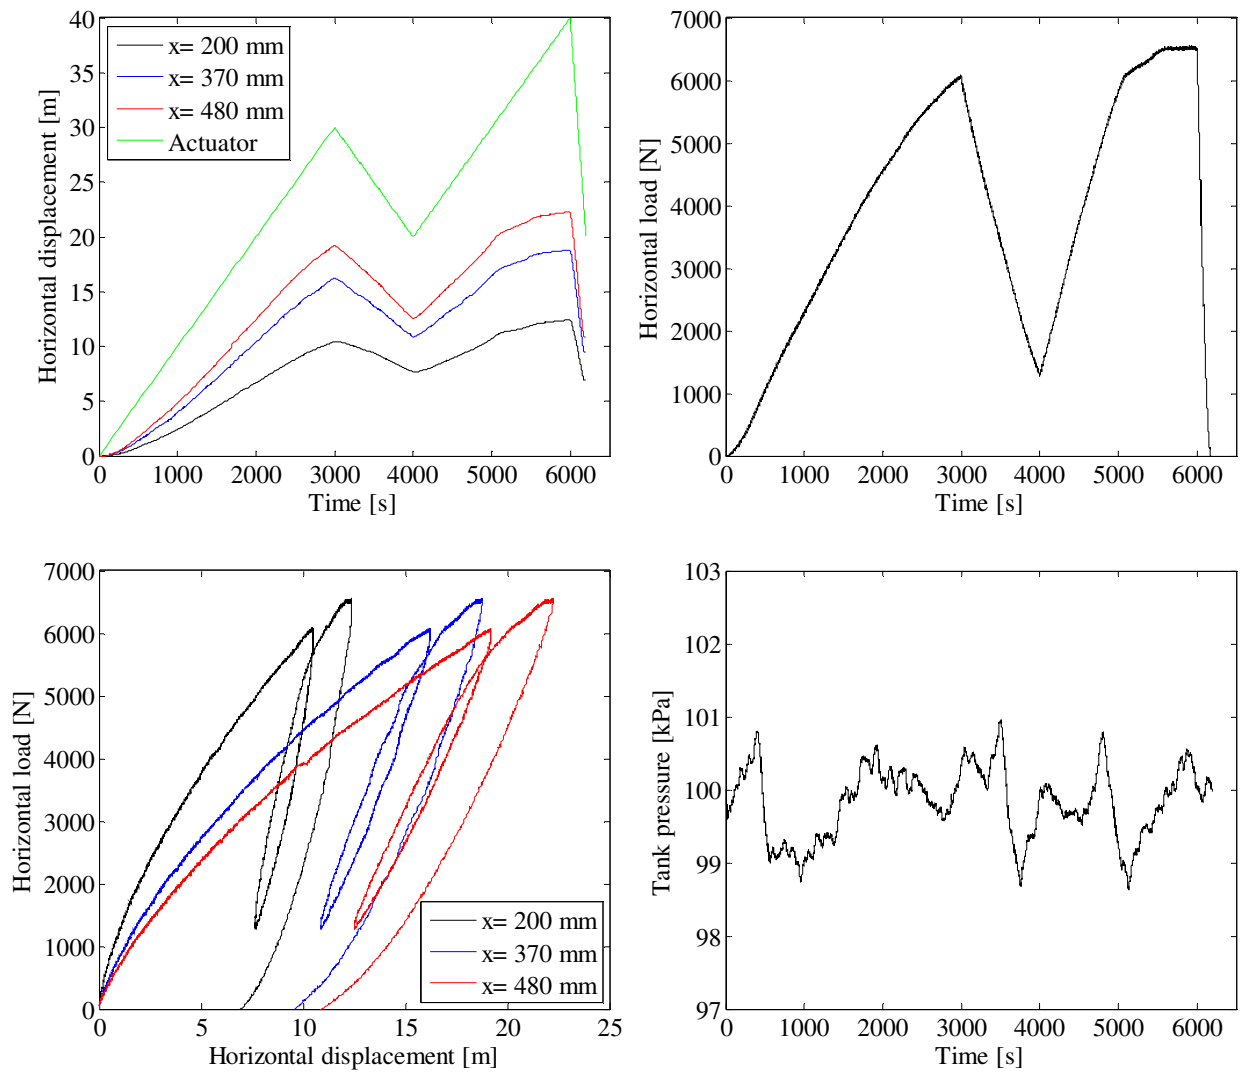 40
35
30
25
20
15
10
5
0
Horizontal displacement [m]
x= 200 mm
x= 370 mm
x= 480 mm
Actuator
0 1000 2000 3000 4000 5000 6000
Time [s]
7000
6000
5000
4000
3000
2000
1000
0
Horizontal load [N]
0 1000 2000 3000 4000 5000 6000
Time [s]
7000
6000
5000
4000
3000
2000
1000
0
Horizontal load [N]
x= 200 mm
x= 370 mm
x= 480 mm
0 5 10 15 20 25
Horizontal displacement [m]
103
102
101
100
99
98
97
Tank pressure [kPa]
0 1000 2000 3000 4000 5000 6000
Time [s]